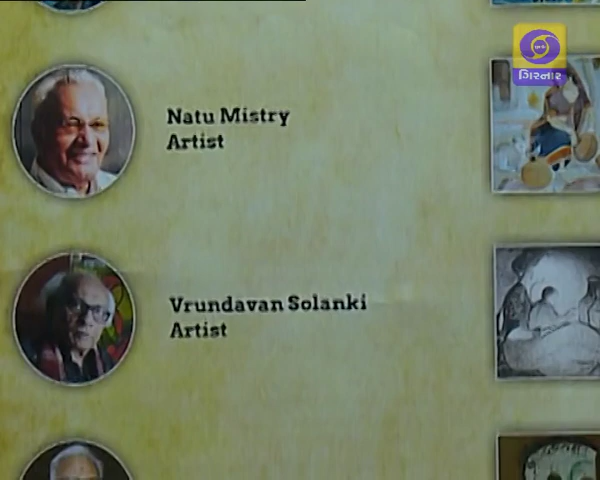 ગિરનાર
Natu Mistry
Artist
Vrundavan Solanki
Artist